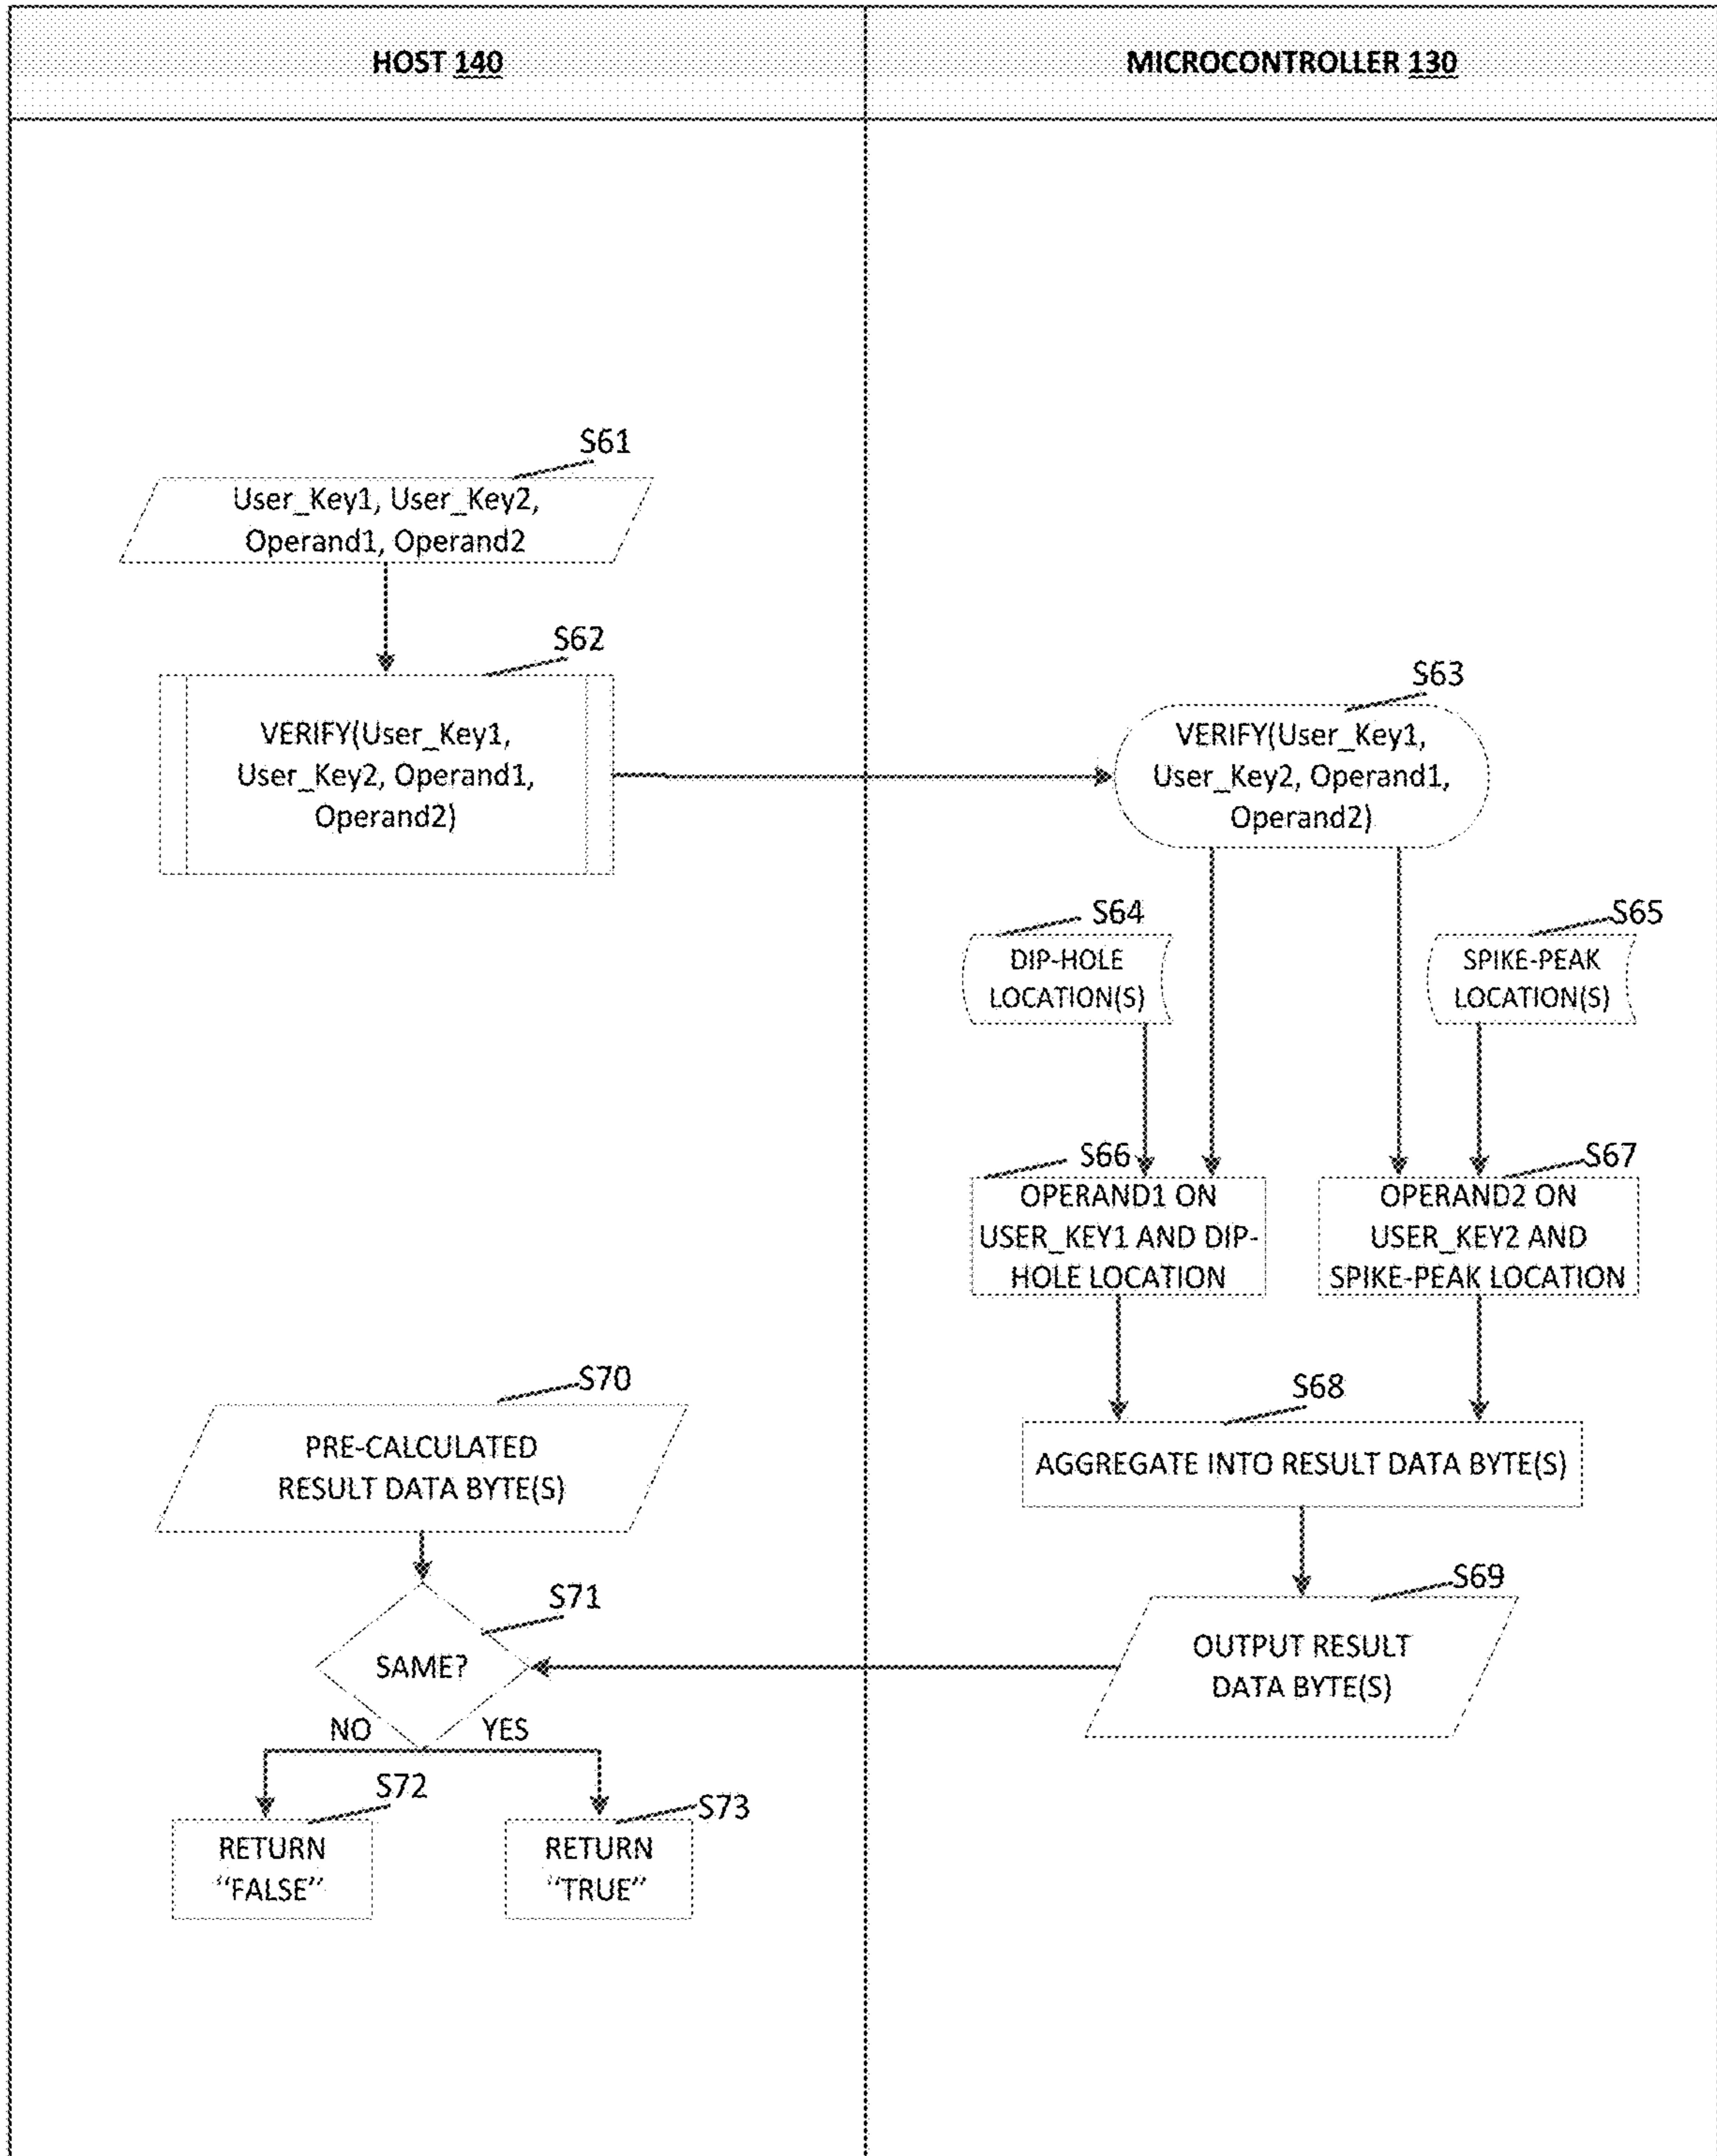 HOST 140
MICROCONTROLLER 130
S61
User_Key1, User_Key2,
Operand1, Operand2
S62
VERIFY(User_Key1,
User_Key2, Operand1,
Operand2)
S63
VERIFY(User_Key1,
User_Key2, Operand1,
Operand2)
S64
DIP-HOLE
LOCATION(S)
S65
SPIKE-PEAK
LOCATION(S)
S66
OPERAND1 ON
USER_KEY1 AND DIP-
HOLE LOCATION
S67
OPERAND2 ON
USER_KEY2 AND
SPIKE-PEAK LOCATION
S68
AGGREGATE INTO RESULT DATA BYTE(S)
S69
OUTPUT RESULT
DATA BYTE(S)
S70
PRE-CALCULATED
RESULT DATA BYTE(S)
S71
SAME?
NO
YES
S72
RETURN
"FALSE"
S73
RETURN
"TRUE"